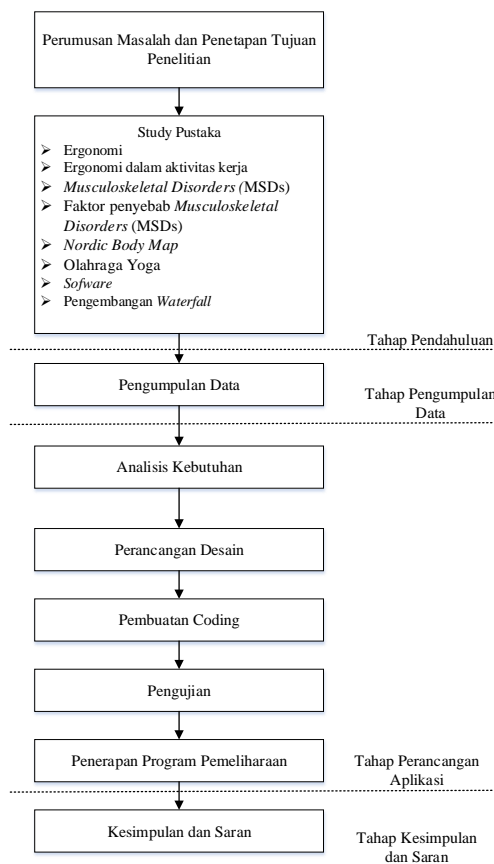 Perumusan Masalah dan Penetapan Tujuan
Penelitian
Study Pustaka
➢ Ergonomi
➢ Ergonomi dalam aktivitas kerja
➢ Musculoskeletal Disorders (MSDs)
➢ Faktor penyebab Musculoskeletal
Disorders (MSDs)
➢ Nordic Body Map
➢ Olahraga Yoga
➢ Sofware
➢ Pengembangan Waterfall
Tahap Pendahuluan
Pengumpulan Data
Tahap Pengumpulan
Data
Analisis Kebutuhan
Perancangan Desain
Pembuatan Coding
Pengujian
Penerapan Program Pemeliharaan
Tahap Perancangan
Aplikasi
Kesimpulan dan Saran
Tahap Kesimpulan
dan Saran